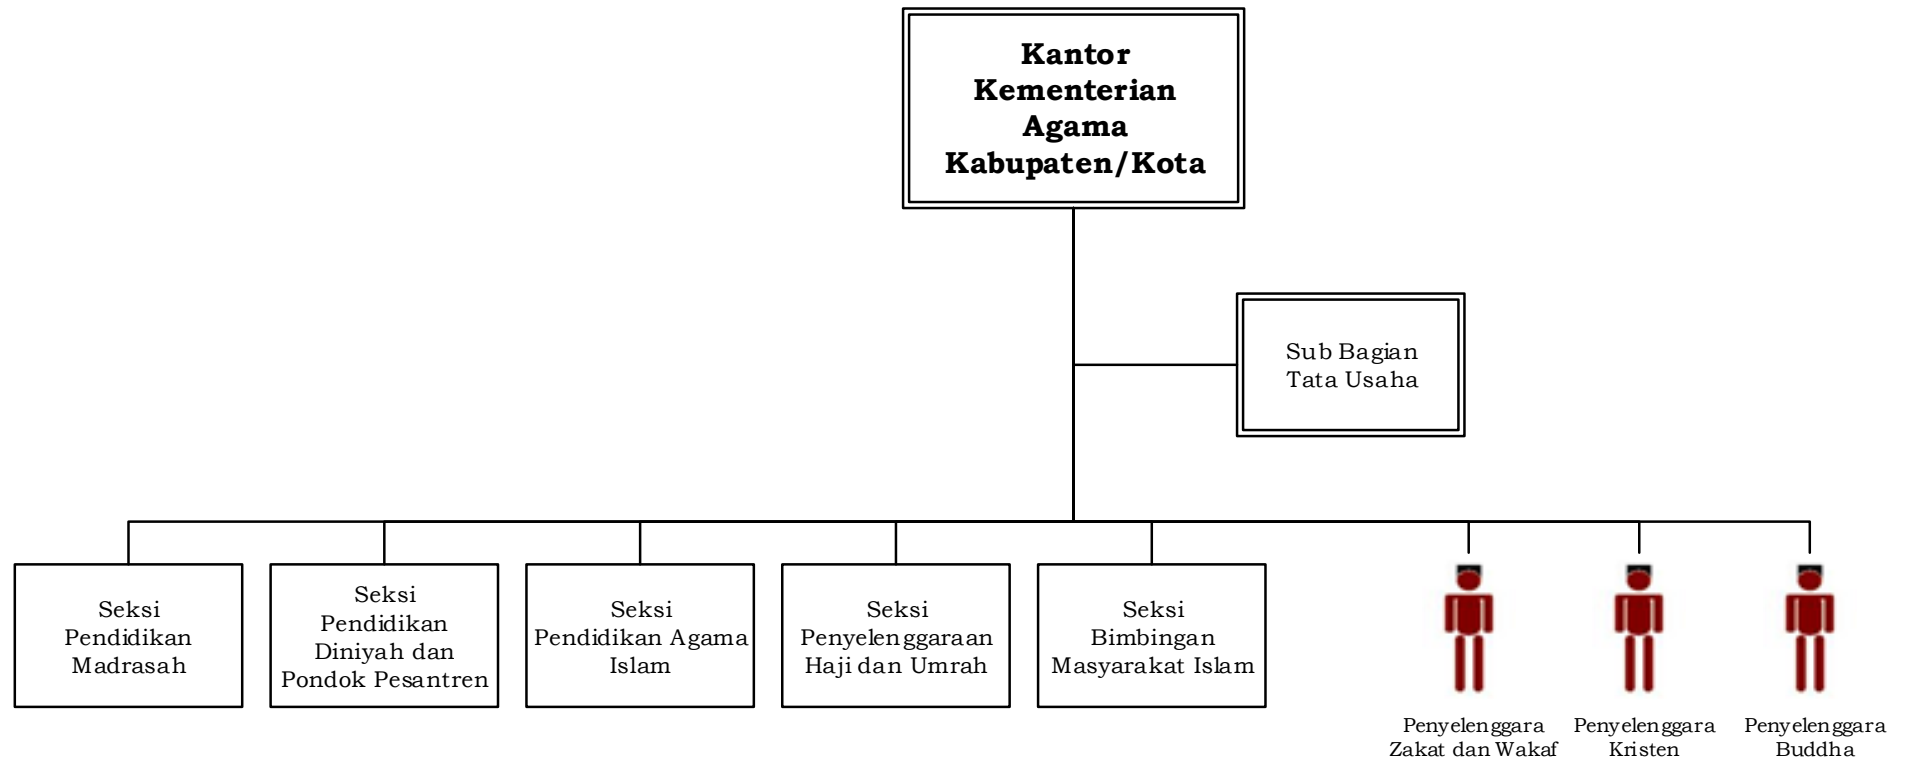 Kantor
Kementerian
Agama
Kabupaten/Kota
Sub Bagian
Tata Usaha
Seksi
Pendidikan
Madrasah
Seksi
Pendidikan
Diniyah dan
Pondok Pesantren
Seksi
Pendidikan Agama
Islam
Seksi
Penyelenggaraan
Haji dan Umrah
Seksi
Bimbingan
Masyarakat Islam
Penyelenggara
Zakat dan Wakaf
Penyelenggara
Kristen
Penyelenggara
Buddha